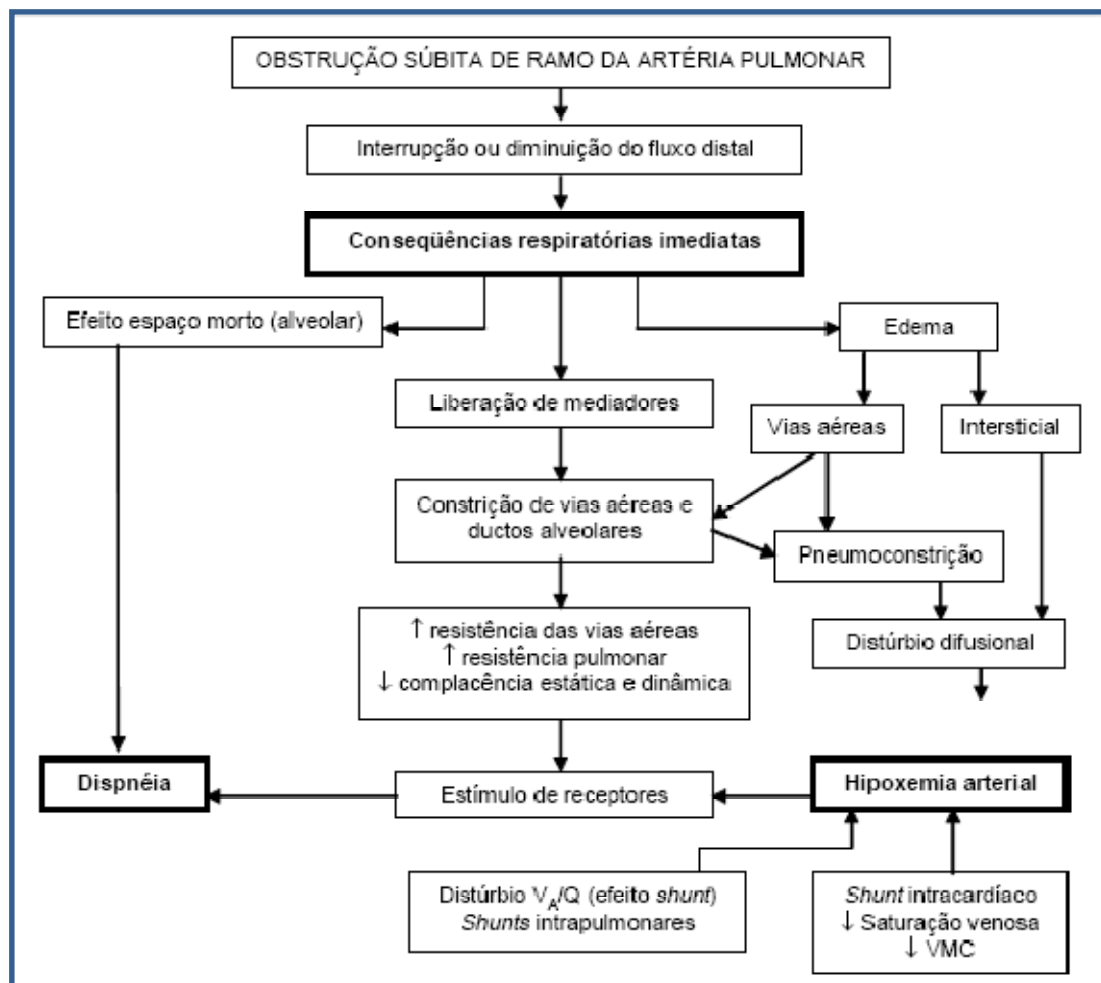 OBSTRUÇÃO SÚBITA DE RAMO DA ARTÉRIA PULMONAR
Interrupção ou diminuição do fluxo distal
Conseqüências respiratórias imediatas
Efeito espaço morto (alveolar)
Edema
Liberação de mediadores
Vias aéreas
Intersticial
Constrição de vias aéreas e
ductos alveolares
Pneumoconstrição
↑ resistência das vias aéreas
↑ resistência pulmonar
↓ complacência estática e dinâmica
Distúrbio difusional
Dispnéia
Estímulo de receptores
Hipoxemia arterial
Distúrbio VA/Q (efeito shunt)
Shunts intrapulmonares
Shunt intracardíaco
↓ Saturação venosa
↓ VMC